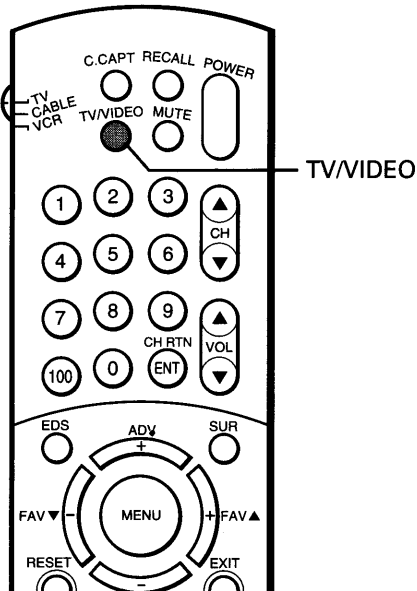 C.CAPT RECALL POWER
TV
CABLE
VCR
TV/VIDEO MUTE
TV/VIDEO
1 2 3
CH
4 5 6
7 8 9
VOL
CH RTN
100 0 ENT
EDS ADV SUR
+
FAV ▼ - MENU + FAV ▲
RESET EXIT
-